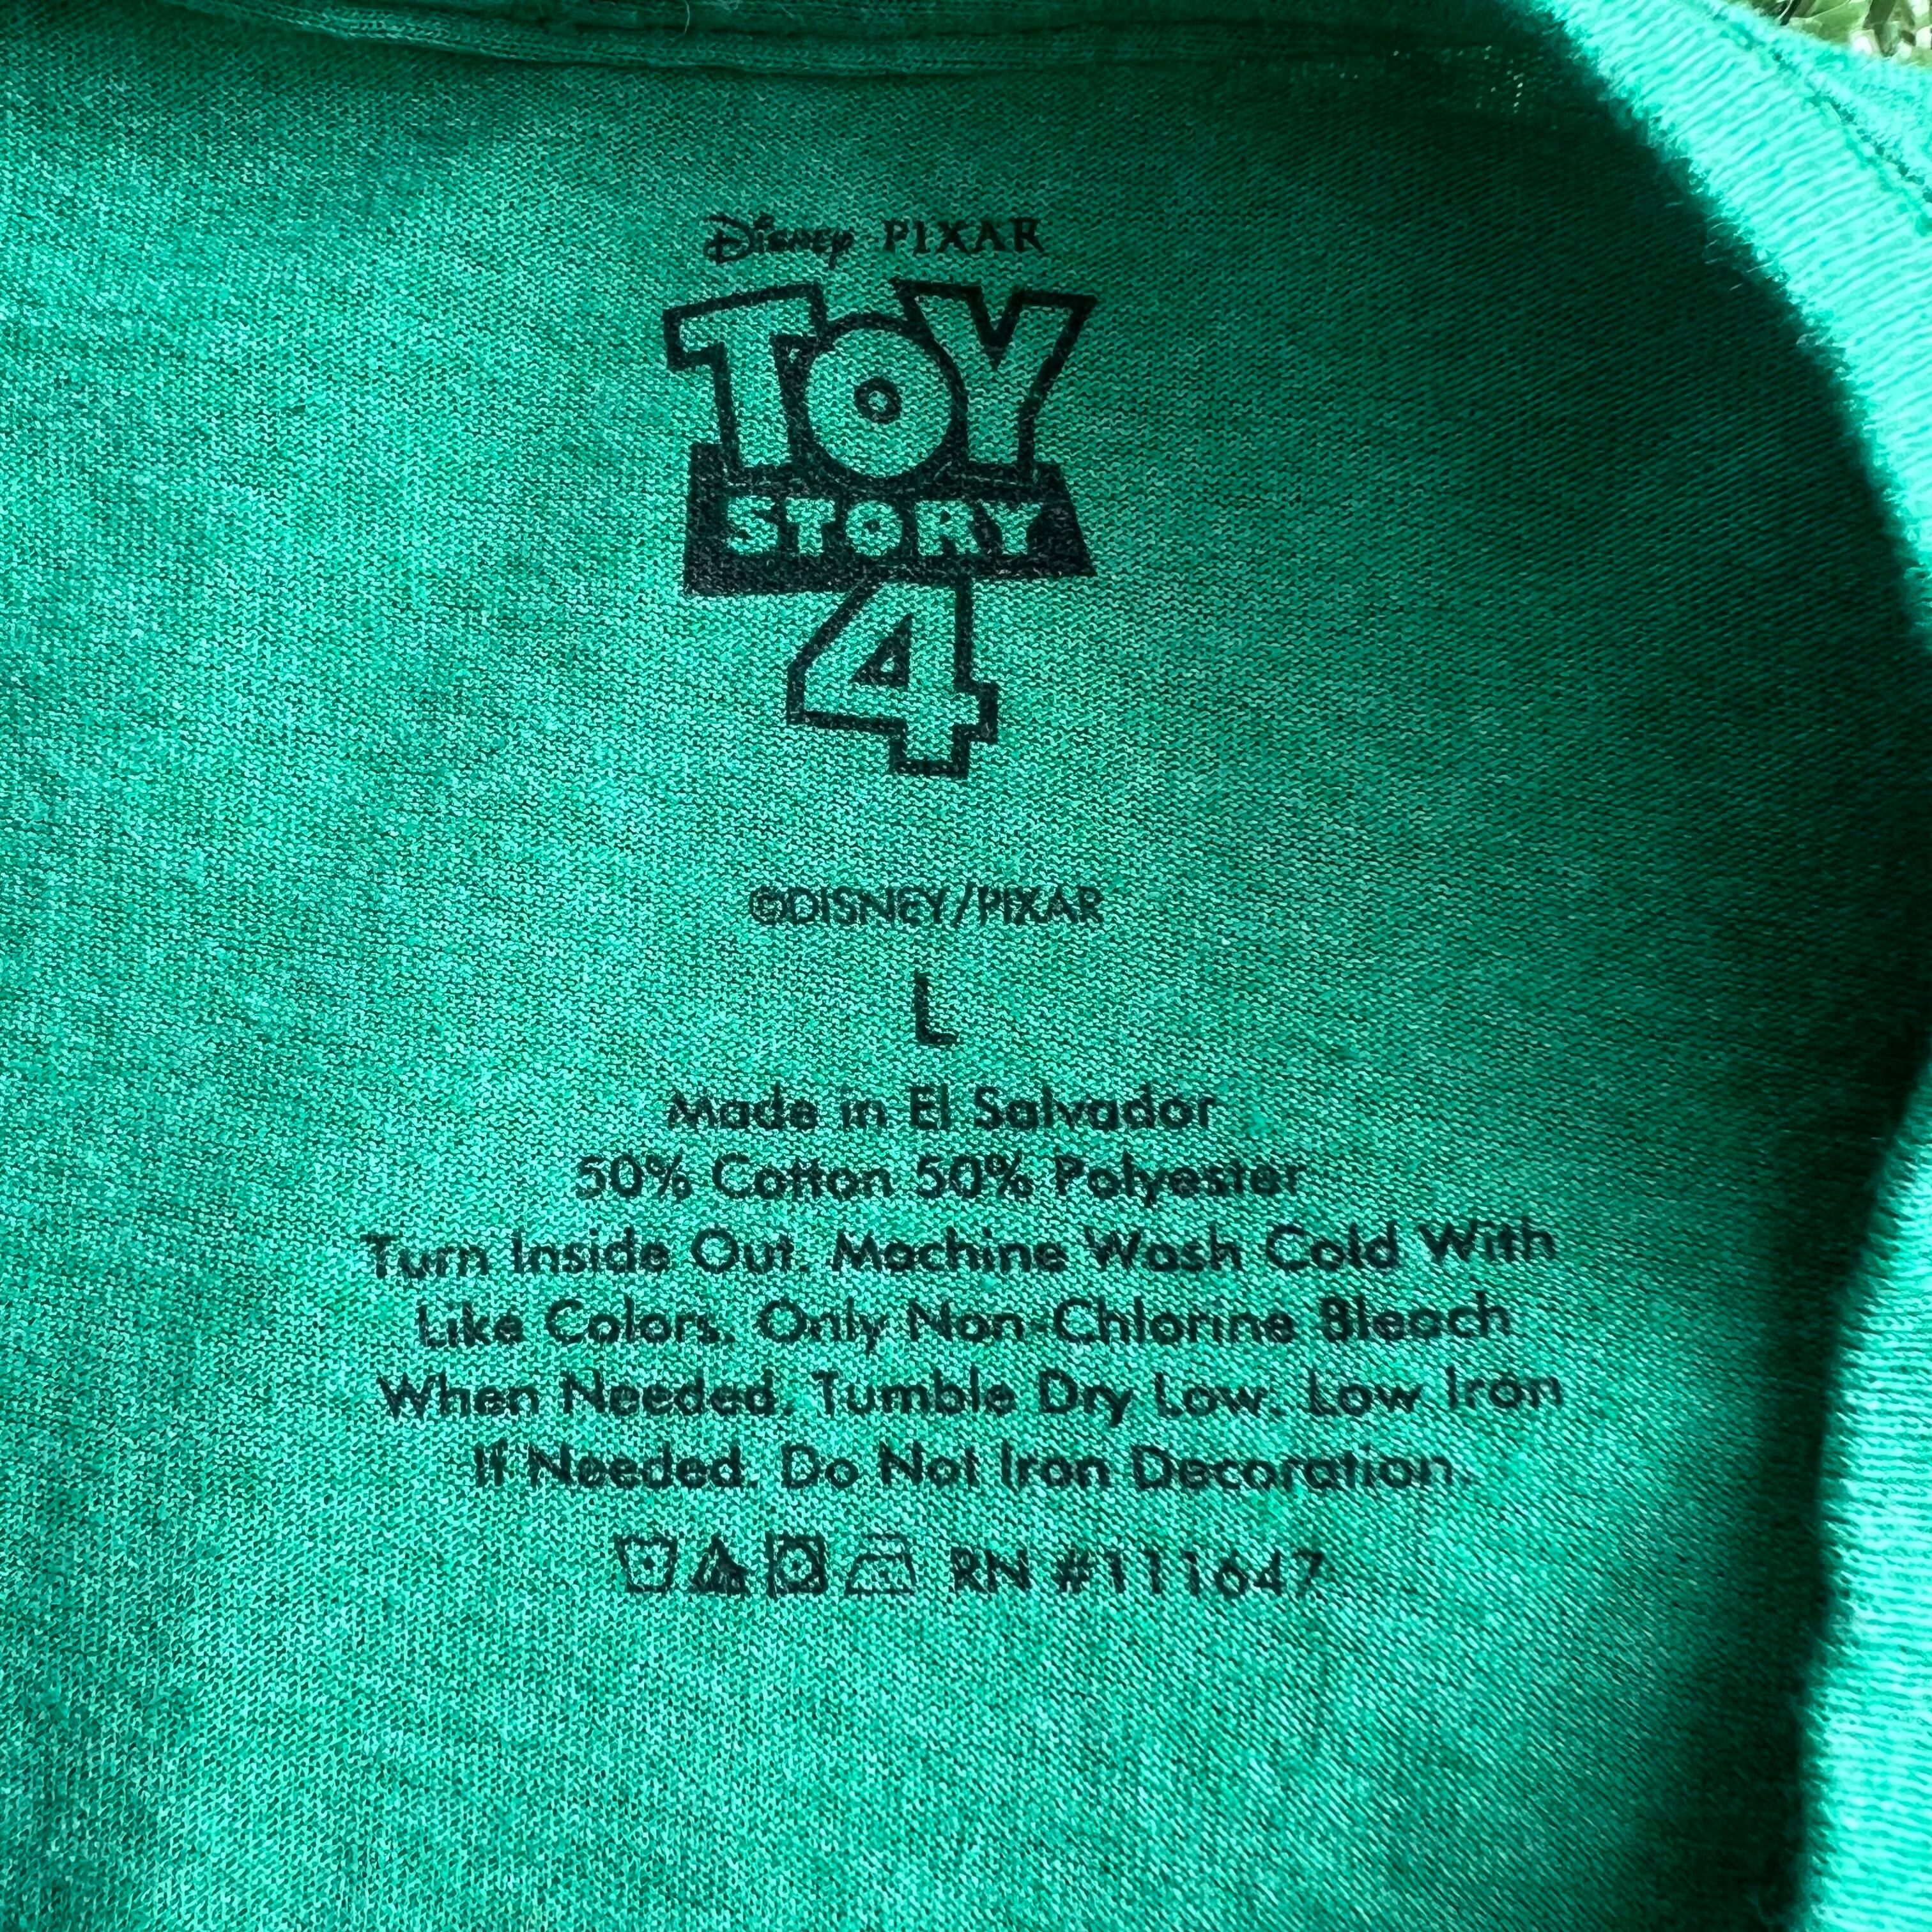 Disney PIXAR
TOY
STORY
4
©DISNEY/PIXAR
L
Made in El Salvador
50% Cotton 50% Polyester
Turn Inside Out. Machine Wash Cold With
Like Colors. Only Non-Chlorine Bleach
When Needed. Tumble Dry Low. Low Iron
If Needed. Do Not Iron Decoration.
RN #111647